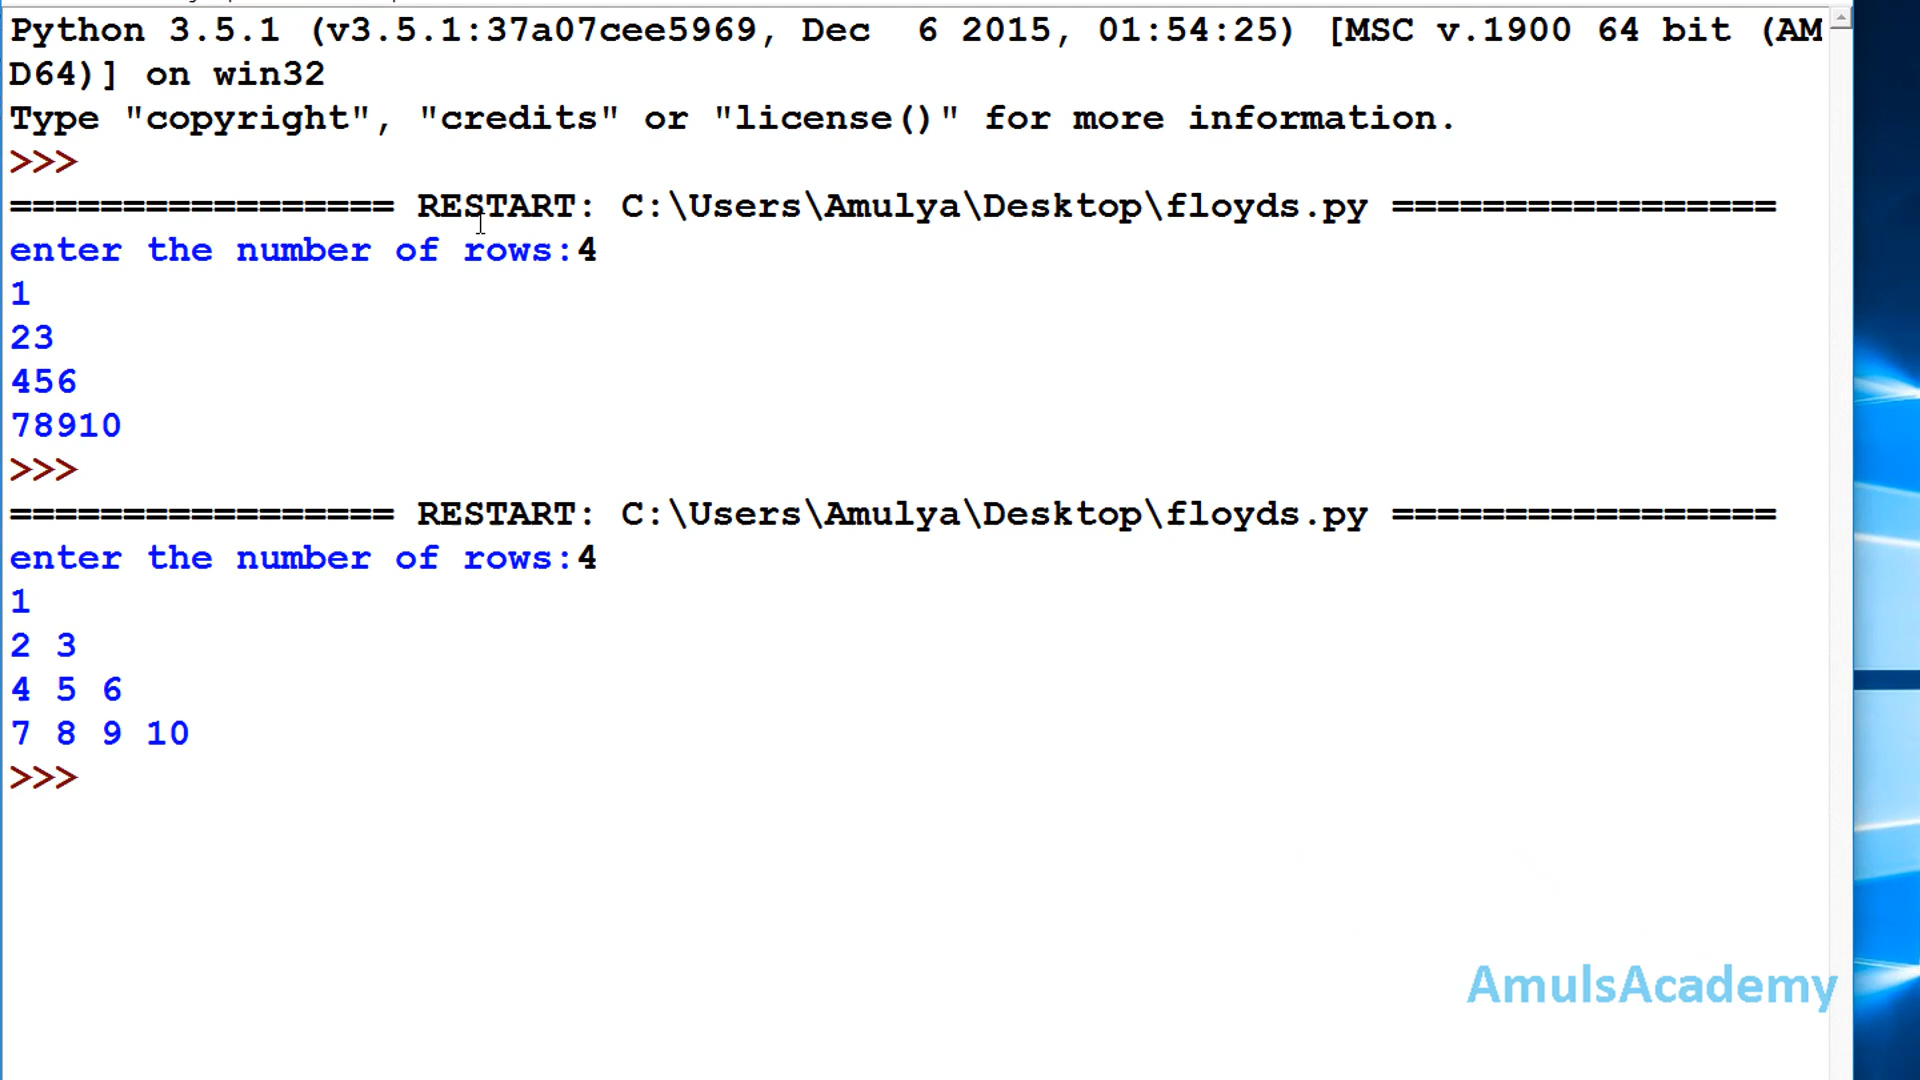 Python 3.5.1 (v3.5.1:37a07cee5969, Dec  6 2015, 01:54:25) [MSC v.1900 64 bit (AM
D64)] on win32
Type "copyright", "credits" or "license()" for more information.
>>>
================= RESTART: C:\Users\Amulya\Desktop\floyds.py =================
enter the number of rows:4
1
23
456
78910
>>>
================= RESTART: C:\Users\Amulya\Desktop\floyds.py =================
enter the number of rows:4
1
2 3
4 5 6
7 8 9 10
>>>
AmulsAcademy